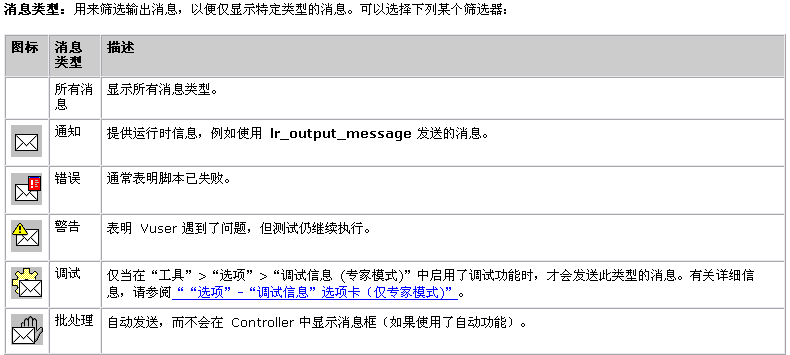 消息类型：用来筛选输出消息，以便仅显示特定类型的消息。可以选择下列某个筛选器：
图标 消息类型 描述
所有消息 显示所有消息类型。
通知 提供运行时信息，例如使用 lr_output_message 发送的消息。
错误 通常表明脚本已失败。
警告 表明 Vuser 遇到了问题，但测试仍继续执行。
调试 仅当在“工具”>“选项”>“调试信息 (专家模式)”中启用了调试功能时，才会发送此类型的消息。有关详细信
息，请参阅““选项”-“调试信息”选项卡（仅专家模式)”。
批处理 自动发送，而不会在 Controller 中显示消息框（如果使用了自动功能）。